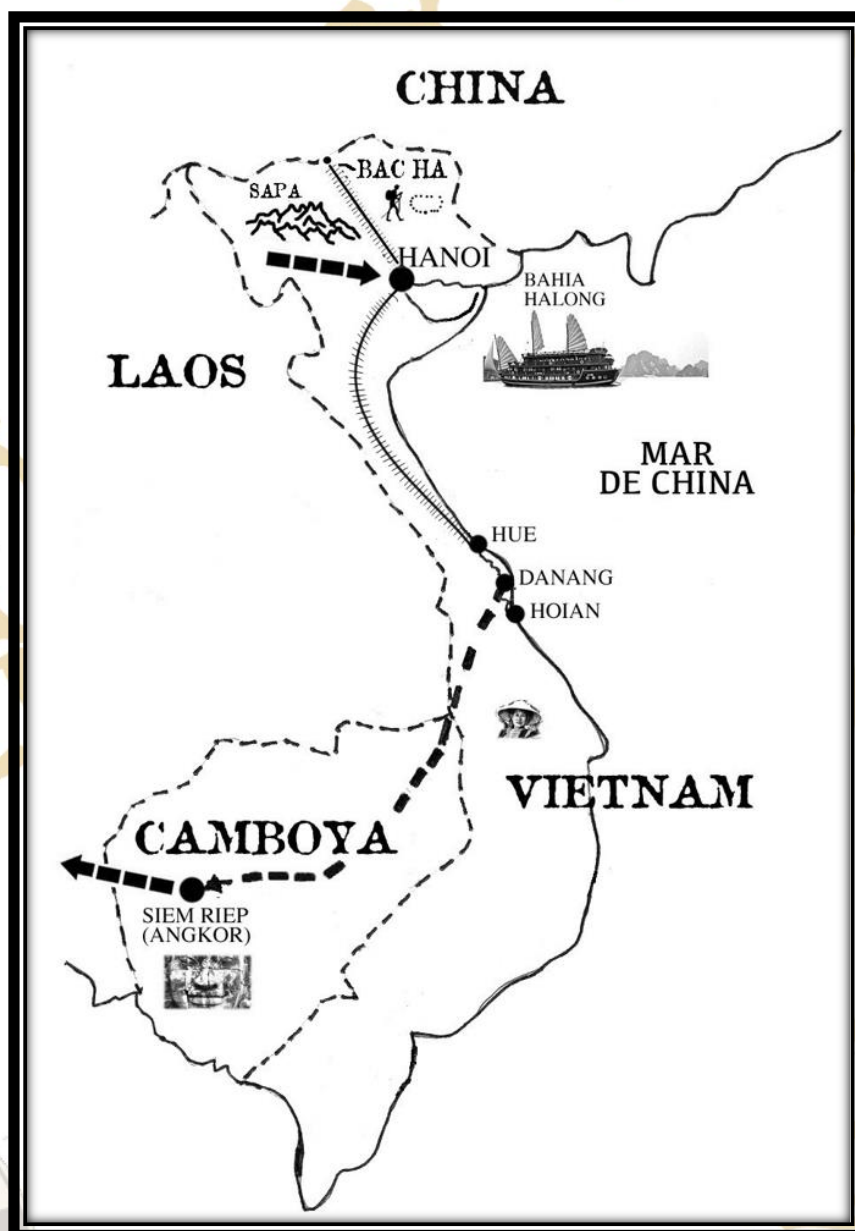 CHINA
BAC HA
SAPA
HANOI
BAHIA
HALONG
LAOS
MAR
DE CHINA
HUE
DANANG
HOIAN
VIETNAM
CAMBOYA
SIEM RIEP
(ANGKOR)